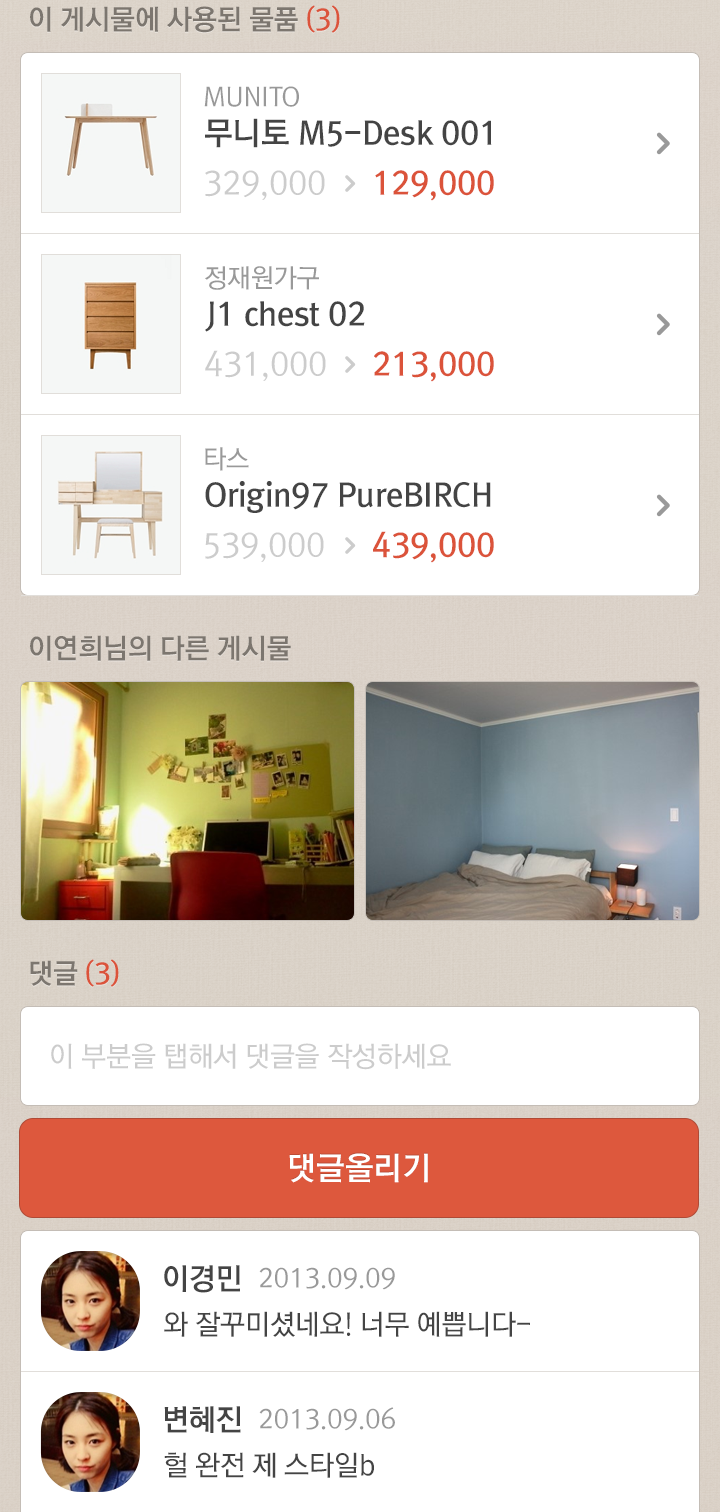 이 게시물에 사용된 물품 (3)
MUNITO
무니토 M5-Desk 001
329,000 > 129,000
정재원가구
J1 chest 02
431,000 > 213,000
타스
Origin97 PureBIRCH
539,000 > 439,000
이연희님의 다른 게시물
댓글 (3)
이 부분을 탭해서 댓글을 작성하세요
댓글올리기
이경민 2013.09.09
와 잘꾸미셨네요! 너무 예쁩니다-
변혜진 2013.09.06
헐 완전 제 스타일b